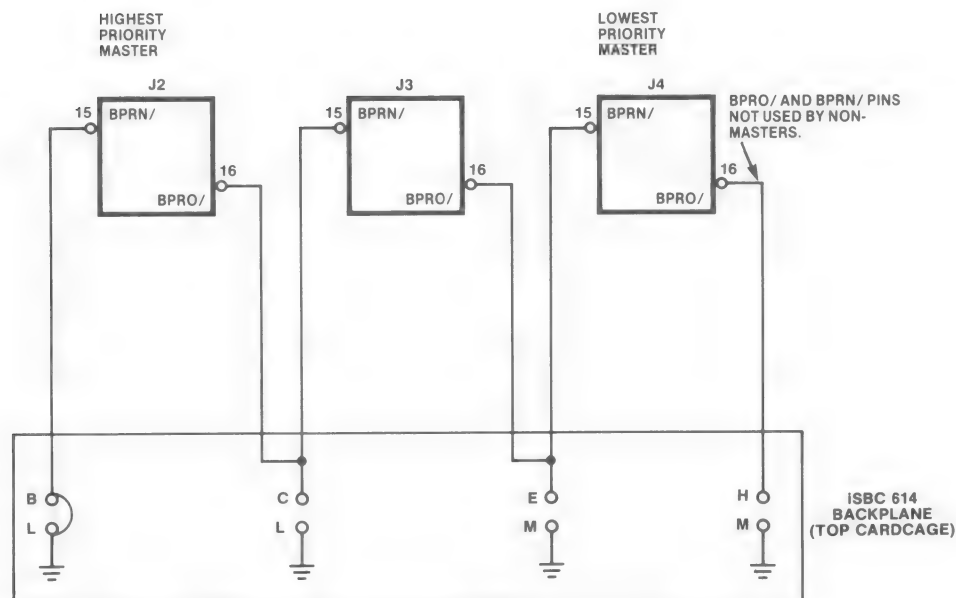 HIGHEST
PRIORITY
MASTER
LOWEST
PRIORITY
MASTER
J2
J3
J4
15
BPRN/
16
BPRO/
15
BPRN/
16
BPRO/
15
BPRN/
16
BPRO/
BPRO/ AND BPRN/ PINS
NOT USED BY NON-
MASTERS.
B
L
C
L
E
M
H
M
iSBC 614
BACKPLANE
(TOP CARDCAGE)